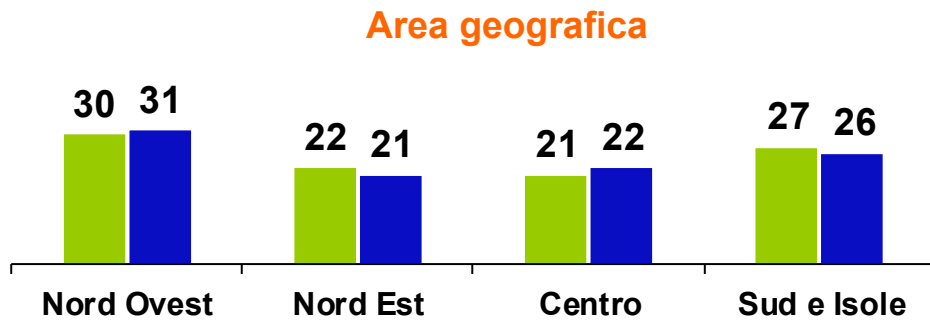 Area geografica
30 31 22 21 21 22 27 26
Nord Ovest Nord Est Centro Sud e Isole